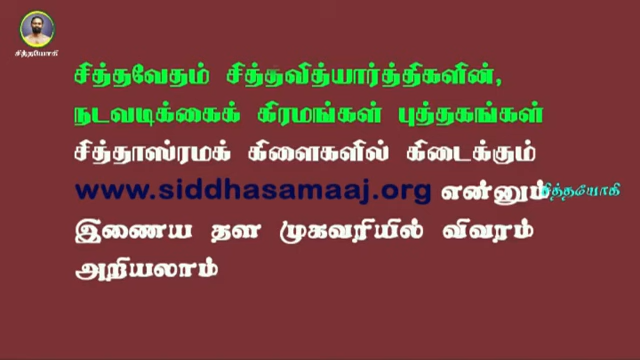 சித்தயோகி
சித்தவேதம் சித்தவித்யார்த்திகளின்,
நடவடிக்கைக் கிரமங்கள் புத்தகங்கள்
சித்தாஸ்ரமக் கிளைகளில் கிடைக்கும்
www.siddhasamaaj.org என்னும் சித்தயோகி
இணைய தள முகவரியில் விவரம்
அறியலாம்